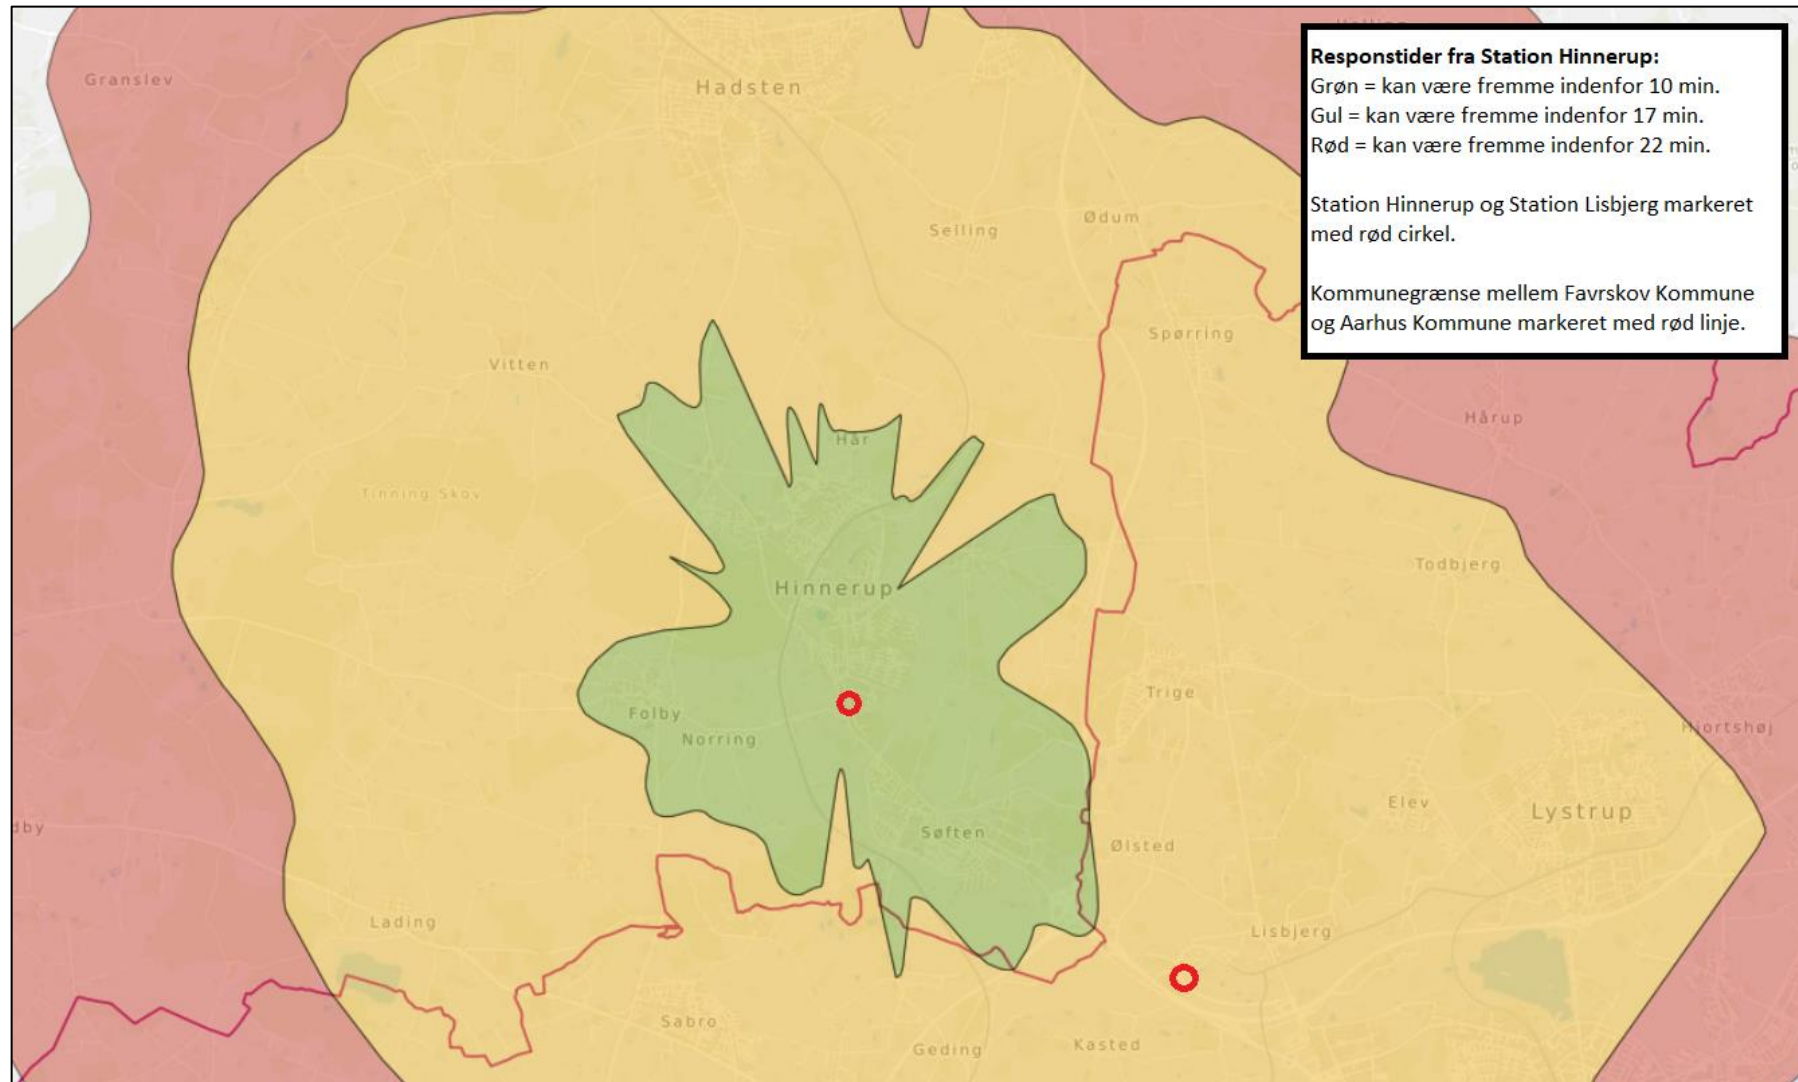 Responstider fra Station Hinnerup:
Grøn = kan være fremme indenfor 10 min.
Gul = kan være fremme indenfor 17 min.
Rød = kan være fremme indenfor 22 min.
Station Hinnerup og Station Lisbjerg markeret
med rød cirkel.
Kommunegrænse mellem Favrskov Kommune
og Aarhus Kommune markeret med rød linje.
Granslev
Hadsten
Selling
Ødum
Spørring
Vitten
Hår
Hårup
Tinning Skov
Todbjerg
Hinnerup
Trige
Folby
Norring
Hjortshøj
Elev
Lystrup
dby
Søften
Ølsted
Lading
Lisbjerg
Sabro
Geding
Kasted